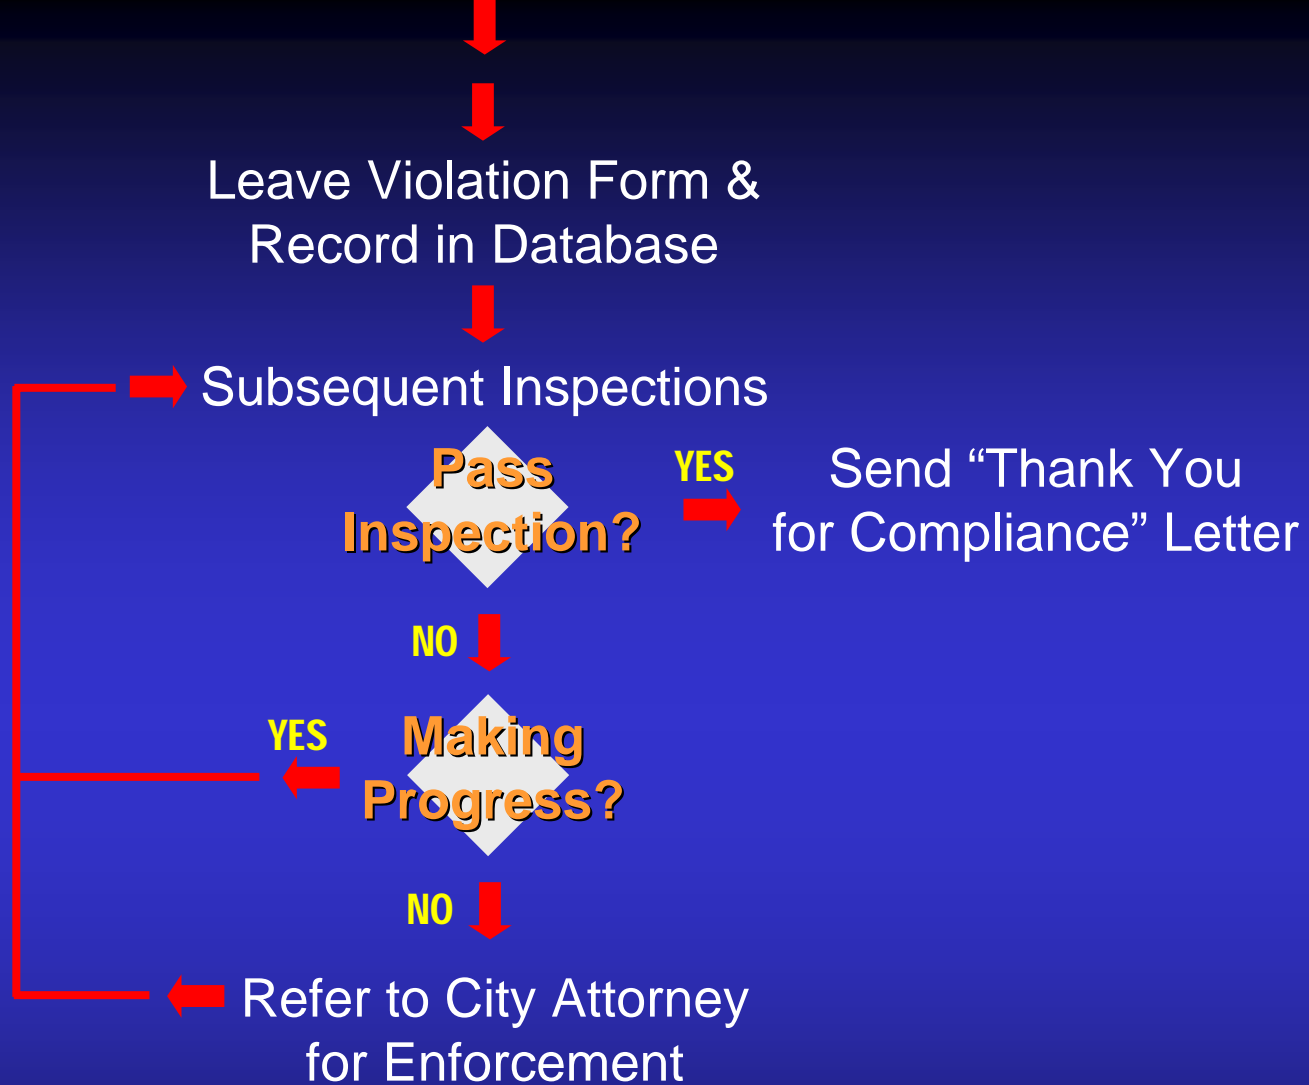 Leave Violation Form &
Record in Database
Subsequent Inspections
Pass
Inspection?
YES
Send “Thank You
for Compliance” Letter
NO
Making
Progress?
YES
NO
Refer to City Attorney
for Enforcement